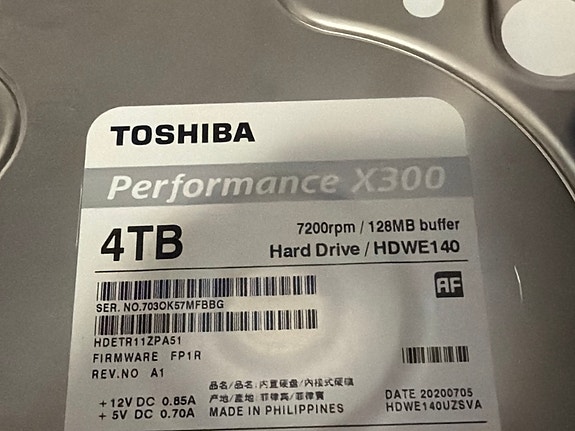 TOSHIBA
Performance X300
4TB
7200rpm / 128MB buffer
Hard Drive / HDWE140
AF
SER. NO.703OK57MFBBG
HDETR11ZPA51
FIRMWARE FP1R
REV.NO A1
+12V DC 0.85A
+ 5V DC 0.70A
品名/品名: 内置硬盘/內接式硬碟
产地/產地: 菲律宾/菲律賓
MADE IN PHILIPPINES
DATE 20200705
HDWE140UZSVA